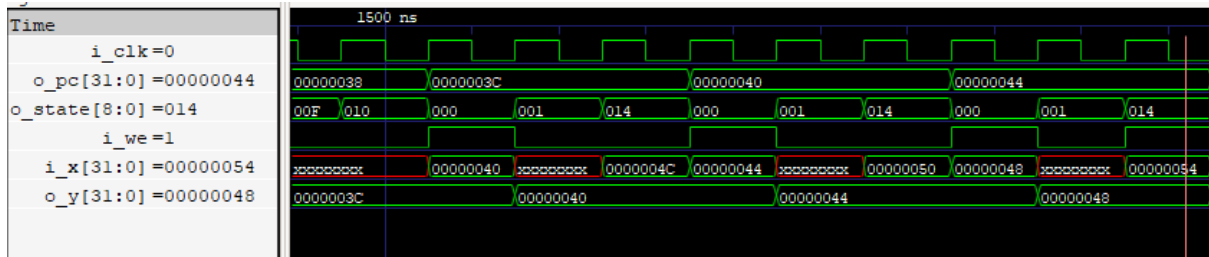 Time 1500 ns
i_clk=0
o_pc[31:0]=00000044 00000038 0000003C 00000040 00000044
o_state[8:0]=014 00F 010 000 001 014 000 001 014 000 001 014
i_we=1
i_x[31:0]=00000054 xxxxxxxx 00000040 xxxxxxxx 0000004C 00000044 xxxxxxxx 00000050 00000048 xxxxxxxx 00000054
o_y[31:0]=00000048 0000003C 00000040 00000044 00000048